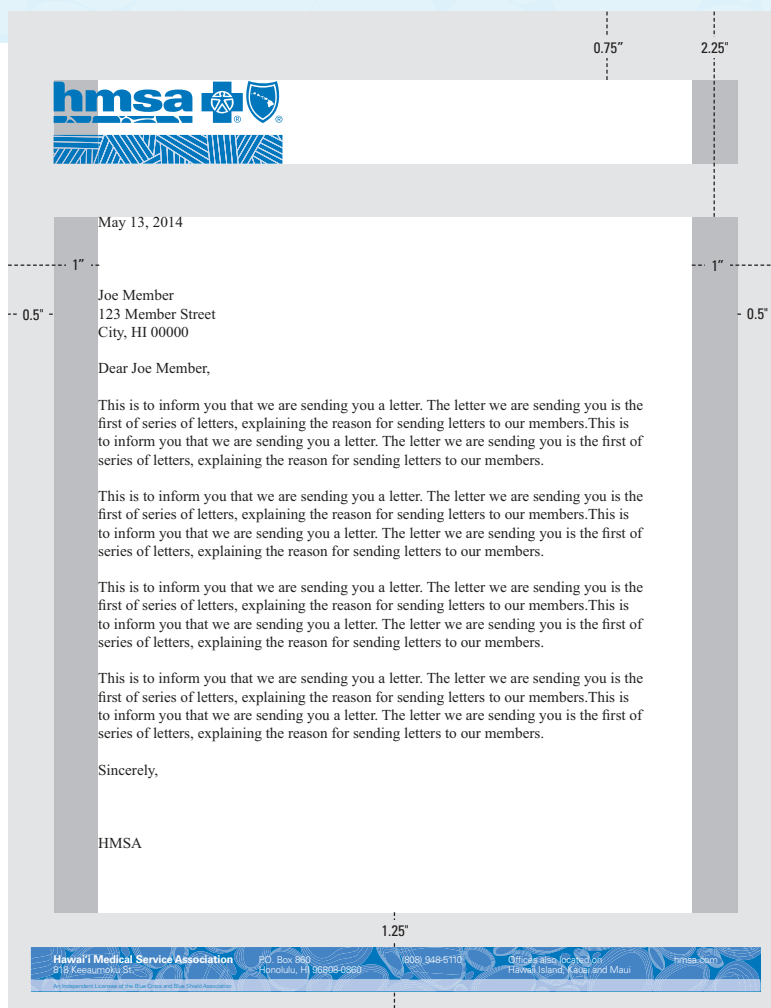 0.75″
2.25"
hmsa
® ®
May 13, 2014
1″
1″
Joe Member
0.5"
123 Member Street
0.5"
City, HI 00000
Dear Joe Member,
This is to inform you that we are sending you a letter. The letter we are sending you is the
first of series of letters, explaining the reason for sending letters to our members.This is
to inform you that we are sending you a letter. The letter we are sending you is the first of
series of letters, explaining the reason for sending letters to our members.
This is to inform you that we are sending you a letter. The letter we are sending you is the
first of series of letters, explaining the reason for sending letters to our members.This is
to inform you that we are sending you a letter. The letter we are sending you is the first of
series of letters, explaining the reason for sending letters to our members.
This is to inform you that we are sending you a letter. The letter we are sending you is the
first of series of letters, explaining the reason for sending letters to our members.This is
to inform you that we are sending you a letter. The letter we are sending you is the first of
series of letters, explaining the reason for sending letters to our members.
This is to inform you that we are sending you a letter. The letter we are sending you is the
first of series of letters, explaining the reason for sending letters to our members.This is
to inform you that we are sending you a letter. The letter we are sending you is the first of
series of letters, explaining the reason for sending letters to our members.
Sincerely,
HMSA
1.25"
Hawai‘i Medical Service Association
818 Keeaumoku St.
P.O. Box 860
Honolulu, HI 96808-0860
(808) 948-5110
Offices also located on
Hawaii Island, Kauai and Maui
hmsa.com
An Independent Licensee of the Blue Cross and Blue Shield Association